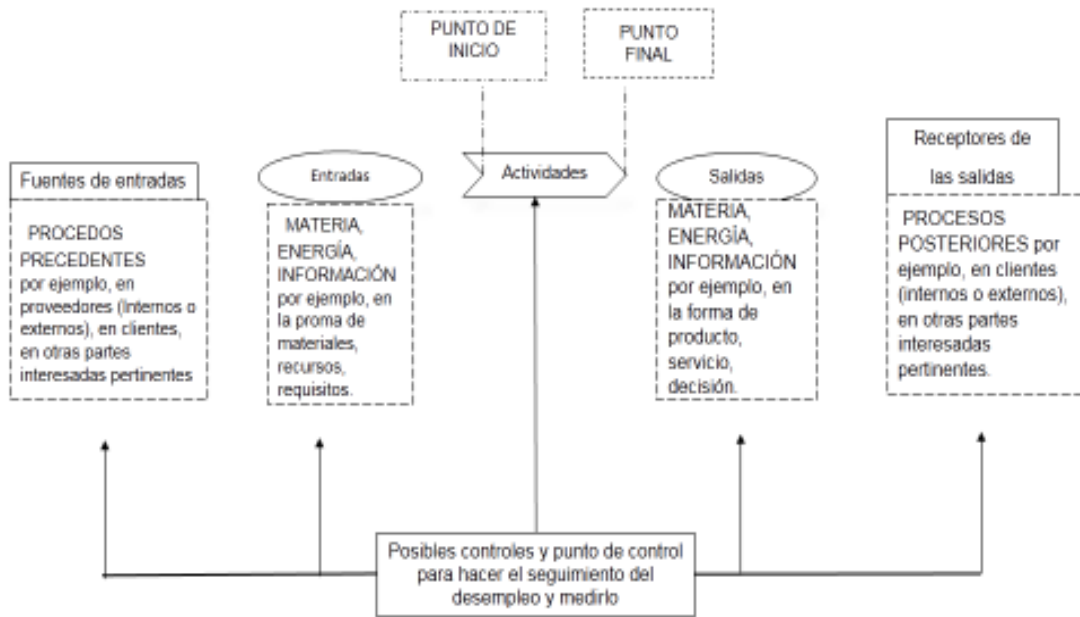 PUNTO DE
INICIO
PUNTO
FINAL
Fuentes de entradas
PROCEDOS
PRECEDENTES
por ejemplo, en
proveedores (Internos o
externos), en clientes,
en otras partes
interesadas pertinentes
Entradas
MATERIA,
ENERGÍA,
INFORMACIÓN
por ejemplo, en
la proma de
materiales,
recursos,
requisitos.
Actividades
Salidas
MATERIA,
ENERGÍA,
INFORMACIÓN
por ejemplo, en
la forma de
producto,
servicio,
decisión.
Receptores de
las salidas
PROCESOS
POSTERIORES por
ejemplo, en clientes
(internos o externos),
en otras partes
interesadas
pertinentes.
Posibles controles y punto de control
para hacer el seguimiento del
desempleo y medirlo